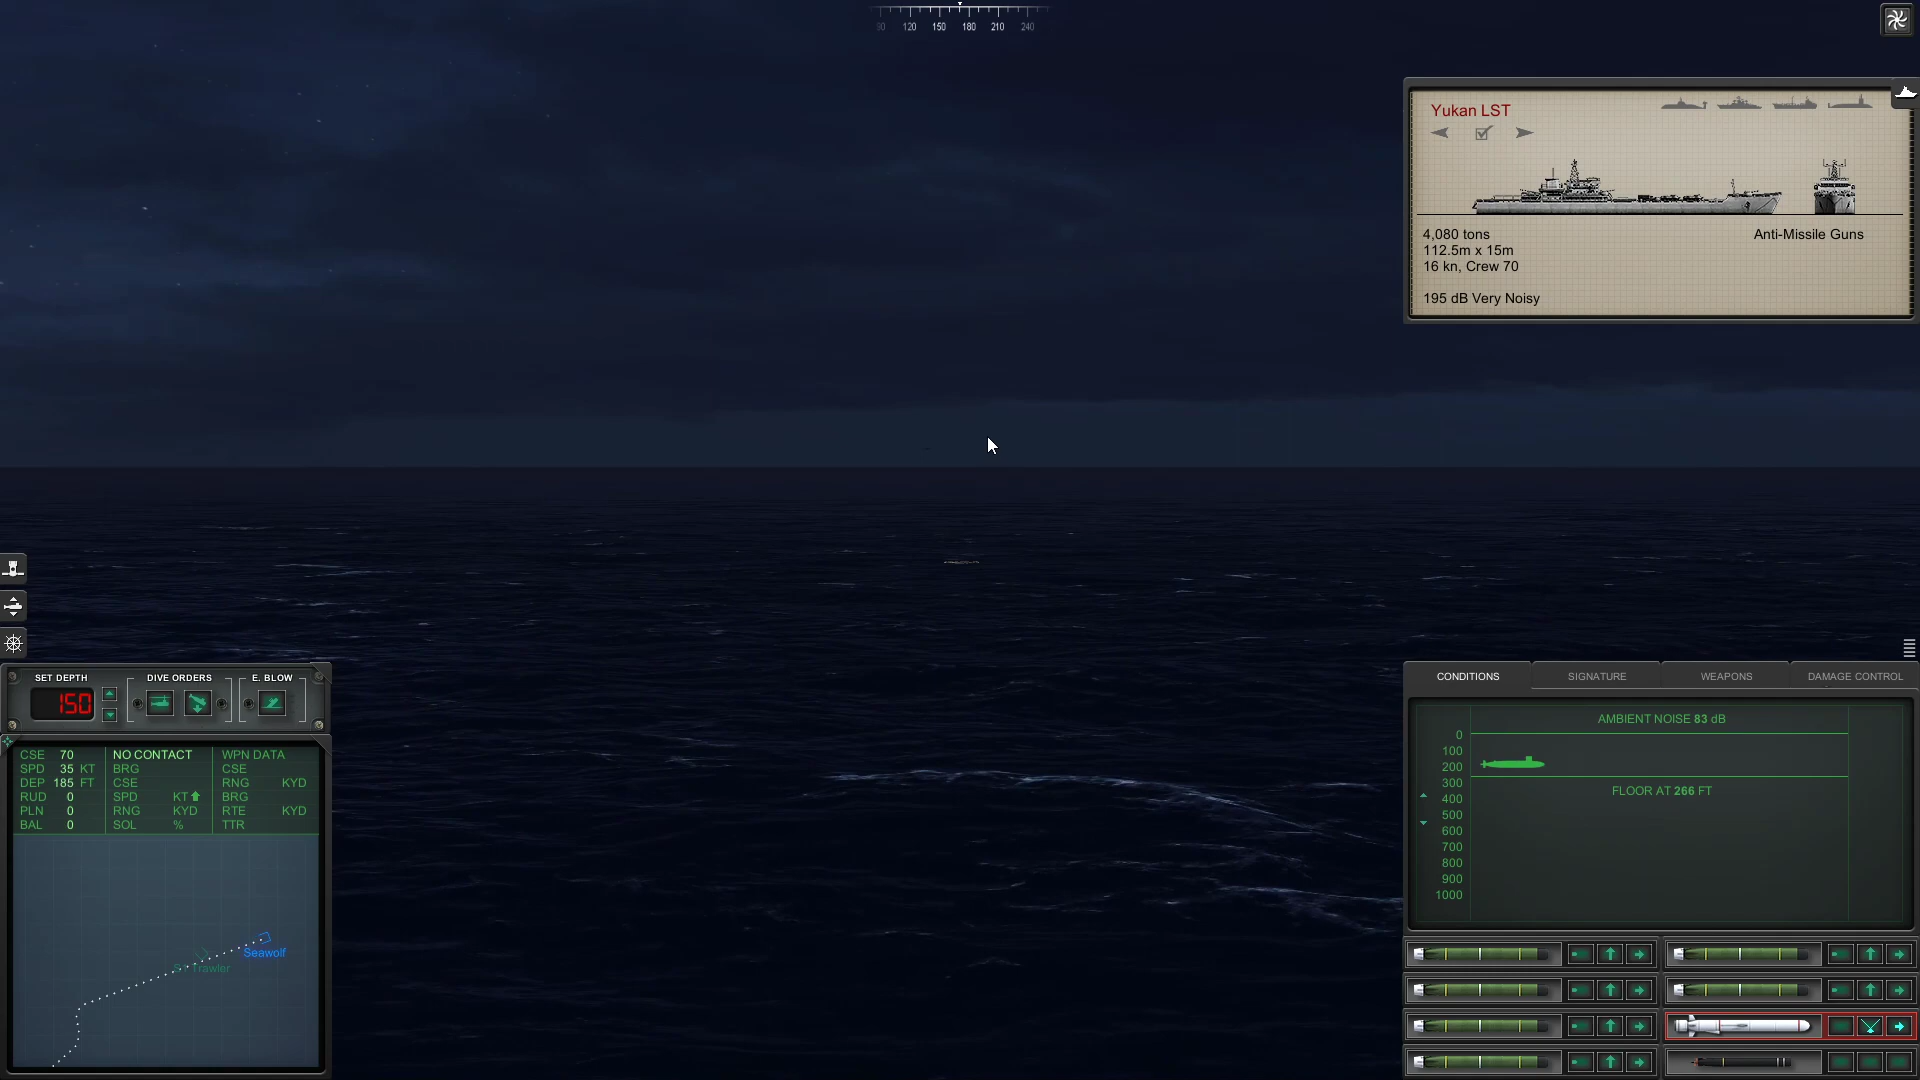 90 120 150 180 210 240
Yukan LST
4,080 tons
Anti-Missile Guns
112.5m x 15m
16 kn, Crew 70
195 dB Very Noisy
SET DEPTH DIVE ORDERS E. BLOW
150
CSE 70 NO CONTACT WPN DATA
SPD 35 KT BRG CSE
DEP 185 FT CSE RNG KYD
RUD 0 SPD KT BRG
PLN 0 RNG KYD RTE KYD
BAL 0 SOL % TTR
Seawolf
S1 Trawler
CONDITIONS SIGNATURE WEAPONS DAMAGE CONTROL
AMBIENT NOISE 83 dB
0
100
200
300
FLOOR AT 266 FT
400
500
600
700
800
900
1000